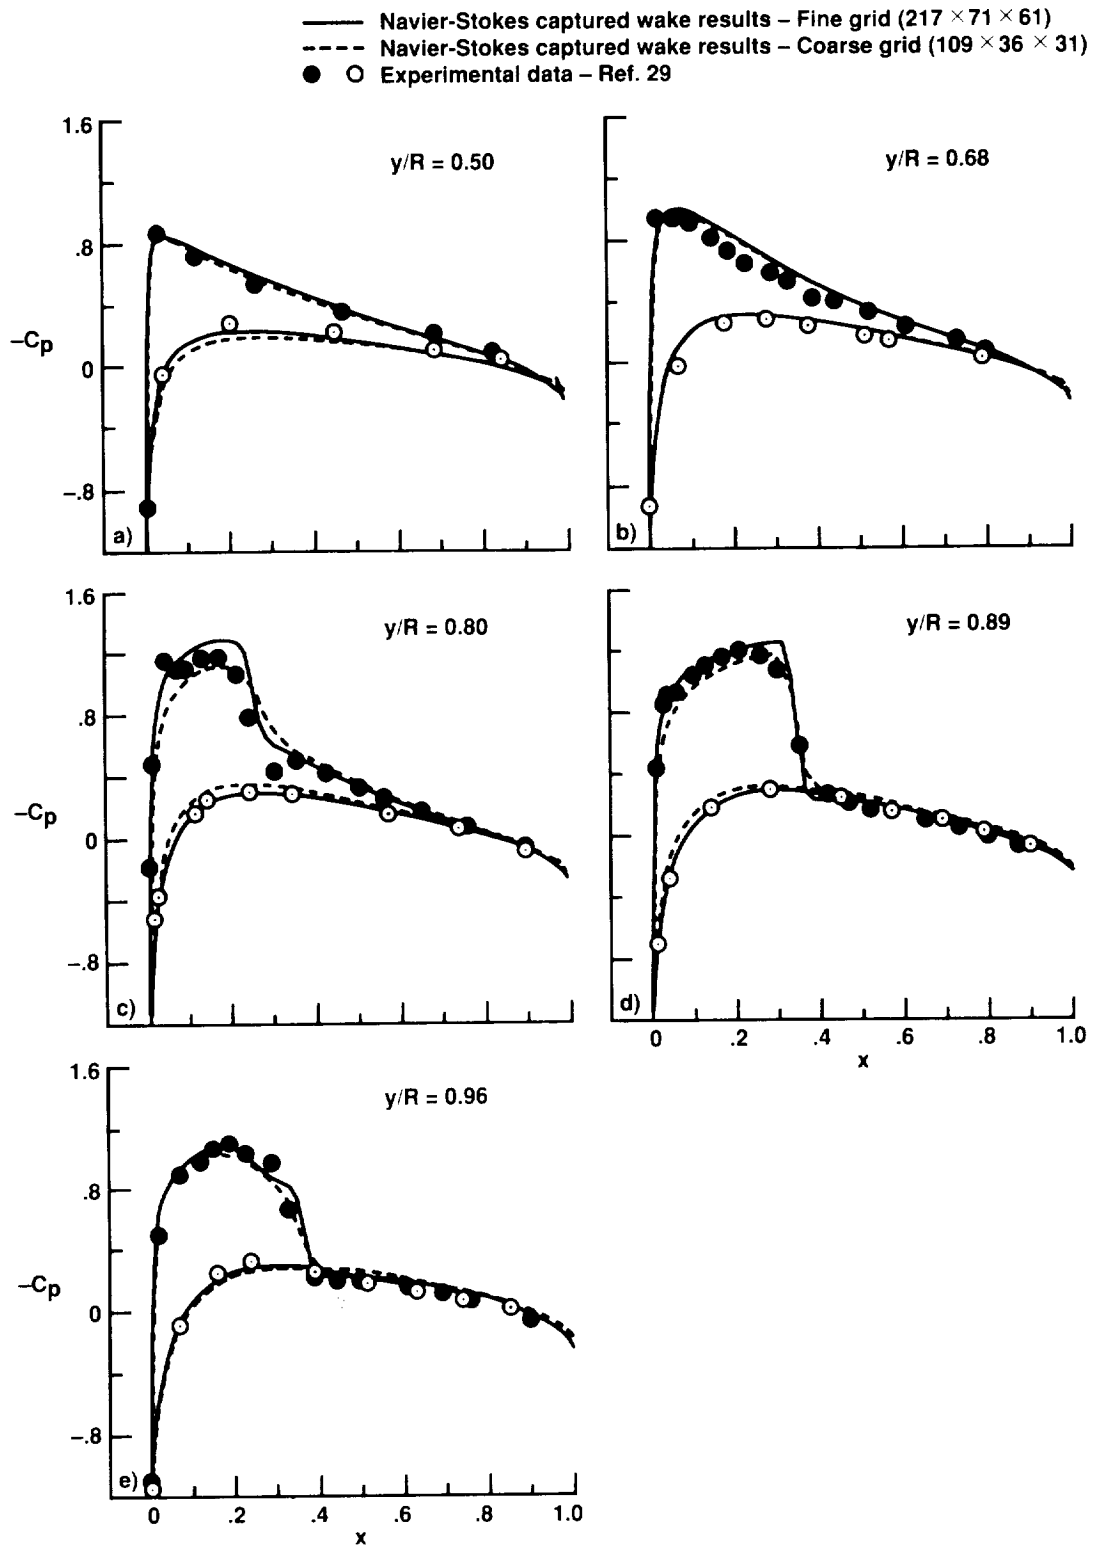 Navier-Stokes captured wake results – Fine grid (217 × 71 × 61)
Navier-Stokes captured wake results – Coarse grid (109 × 36 × 31)
Experimental data – Ref. 29
1.6
y/R = 0.50
y/R = 0.68
.8
–Cp
0
–.8
a)
b)
1.6
y/R = 0.80
y/R = 0.89
.8
–Cp
0
–.8
c)
d)
0 .2 .4 .6 .8 1.0
x
1.6
y/R = 0.96
.8
–Cp
0
–.8
e)
0 .2 .4 .6 .8 1.0
x